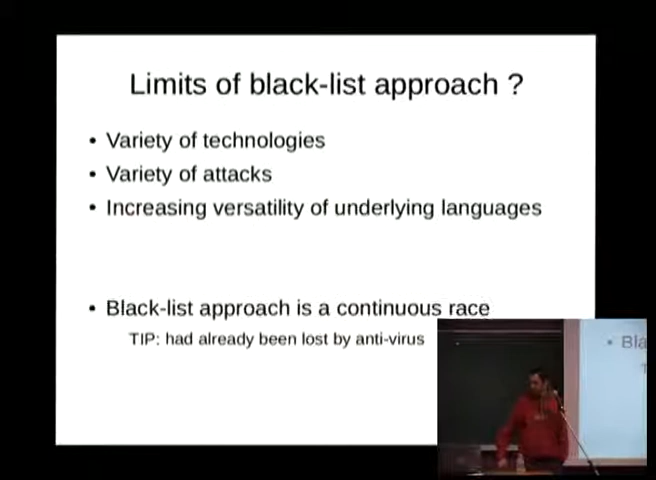 Limits of black-list approach ?
• Variety of technologies
• Variety of attacks
• Increasing versatility of underlying languages
• Black-list approach is a continuous race
TIP: had already been lost by anti-virus
• Bla